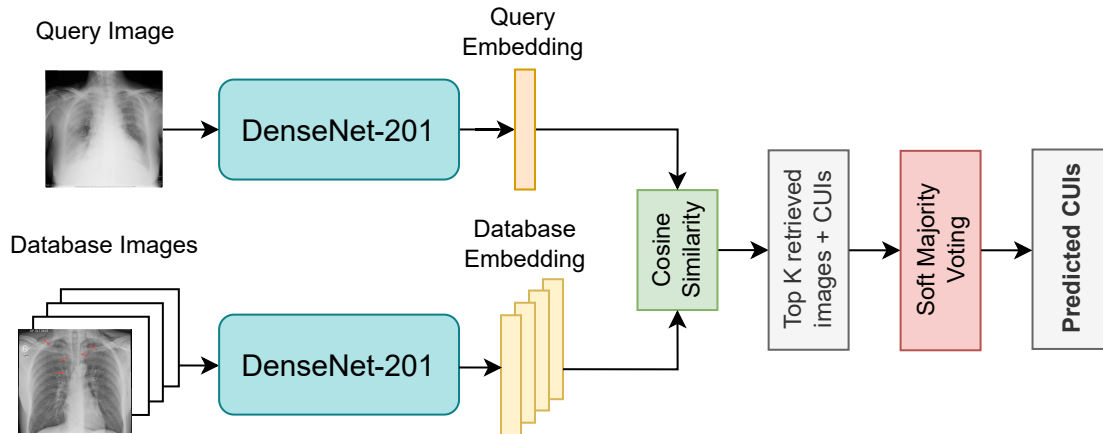 Query Image
DenseNet-201
Query
Embedding
Database Images
DenseNet-201
Database
Embedding
Cosine
Similarity
Top K retrieved
images + CUIs
Soft Majority
Voting
Predicted CUIs